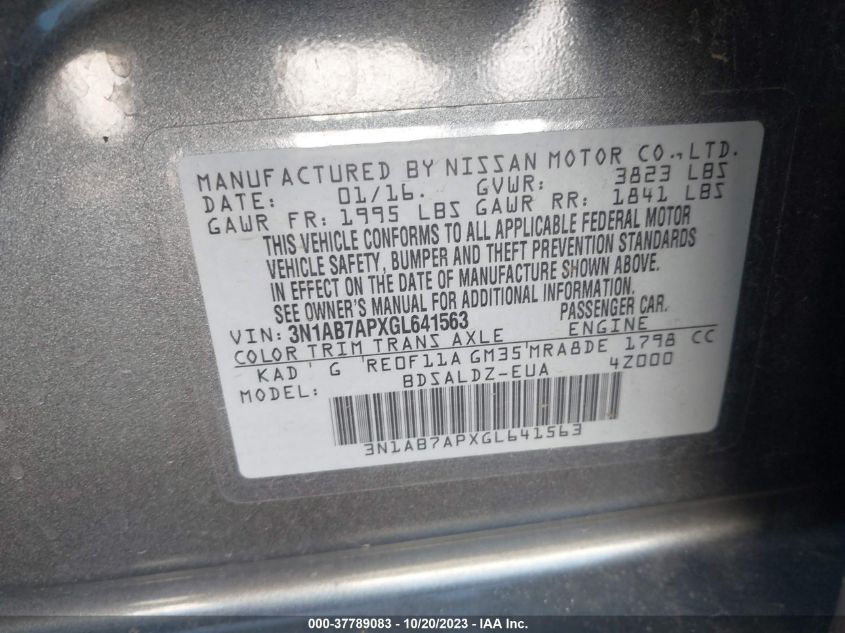 MANUFACTURED BY NISSAN MOTOR CO., LTD.
DATE: 01/16. GVWR: 3823 LBS
GAWR FR: 1995 LBS GAWR RR: 1841 LBS
THIS VEHICLE CONFORMS TO ALL APPLICABLE FEDERAL MOTOR
VEHICLE SAFETY, BUMPER AND THEFT PREVENTION STANDARDS
IN EFFECT ON THE DATE OF MANUFACTURE SHOWN ABOVE.
SEE OWNER'S MANUAL FOR ADDITIONAL INFORMATION.
VIN: 3N1AB7APXGL641563 PASSENGER CAR.
COLOR TRIM TRANS AXLE ENGINE
KAD G RE0F11A GM35 MRA8DE 1798 CC
MODEL: BDSALDZ-EUA 4Z000
3N1AB7APXGL641563
000-37789083 - 10/20/2023 - IAA Inc.